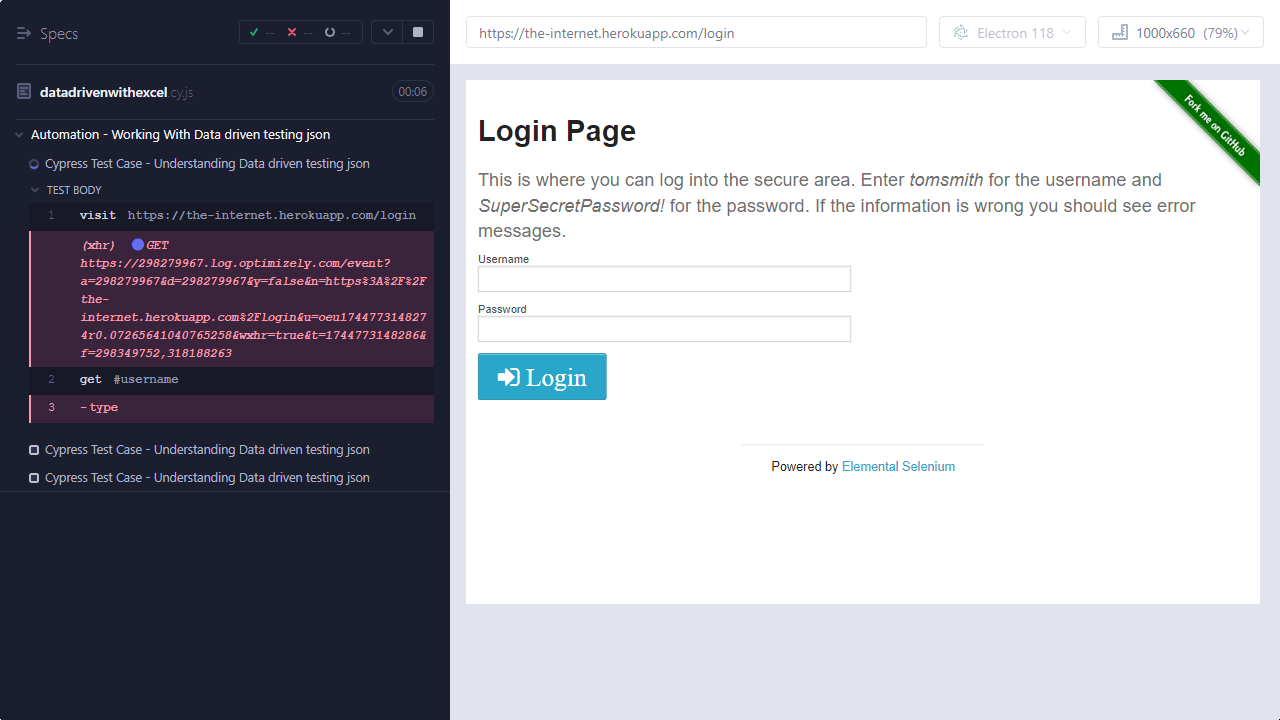 Specs
-- -- --
datadrivenwithexcel.cy.js 00:06
Automation - Working With Data driven testing json
Cypress Test Case - Understanding Data driven testing json
TEST BODY
1 visit https://the-internet.herokuapp.com/login
(xhr) GET
https://298279967.log.optimizely.com/event?
a=298279967&d=298279967&y=false&n=https%3A%2F%2F
the-
internet.herokuapp.com%2Flogin&u=oeu174477314827
4r0.07265641040765258&wxhr=true&t=1744773148286&
f=298349752,318188263
2 get #username
3 -type
Cypress Test Case - Understanding Data driven testing json
Cypress Test Case - Understanding Data driven testing json
https://the-internet.herokuapp.com/login
Electron 118
1000x660 (79%)
Fork me on GitHub
Login Page
This is where you can log into the secure area. Enter tomsmith for the username and
SuperSecretPassword! for the password. If the information is wrong you should see error
messages.
Username
Password
Login
Powered by Elemental Selenium